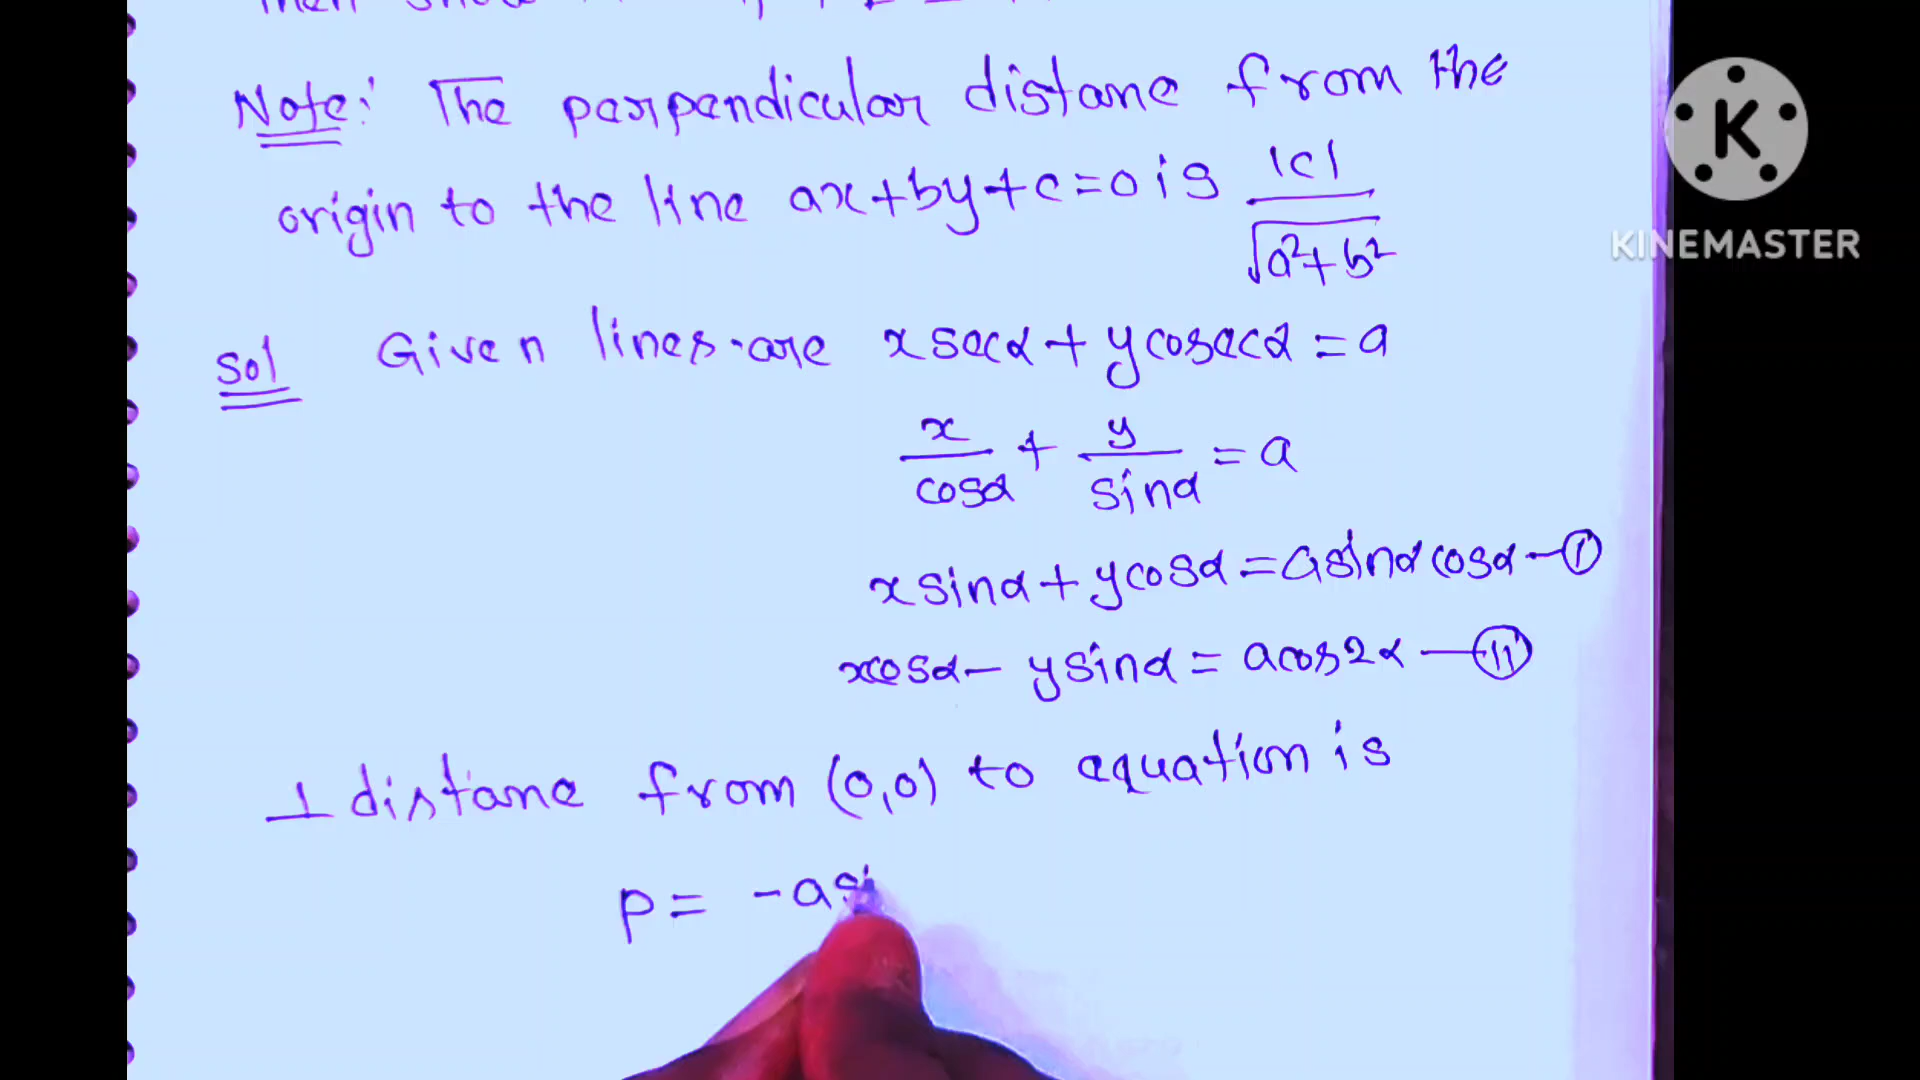 Note: The perpendicular distance from the
origin to the line ax+by+c=0 is |c| / √a²+b²
K
KINEMASTER
Sol Given lines are x secα + y cosecα = a
x/cosα + y/sinα = a
x sinα + y cosα = a sinα cosα — I
x cosα – y sinα = a cos2α — II
⊥ distance from (0,0) to equation is
p = -asi